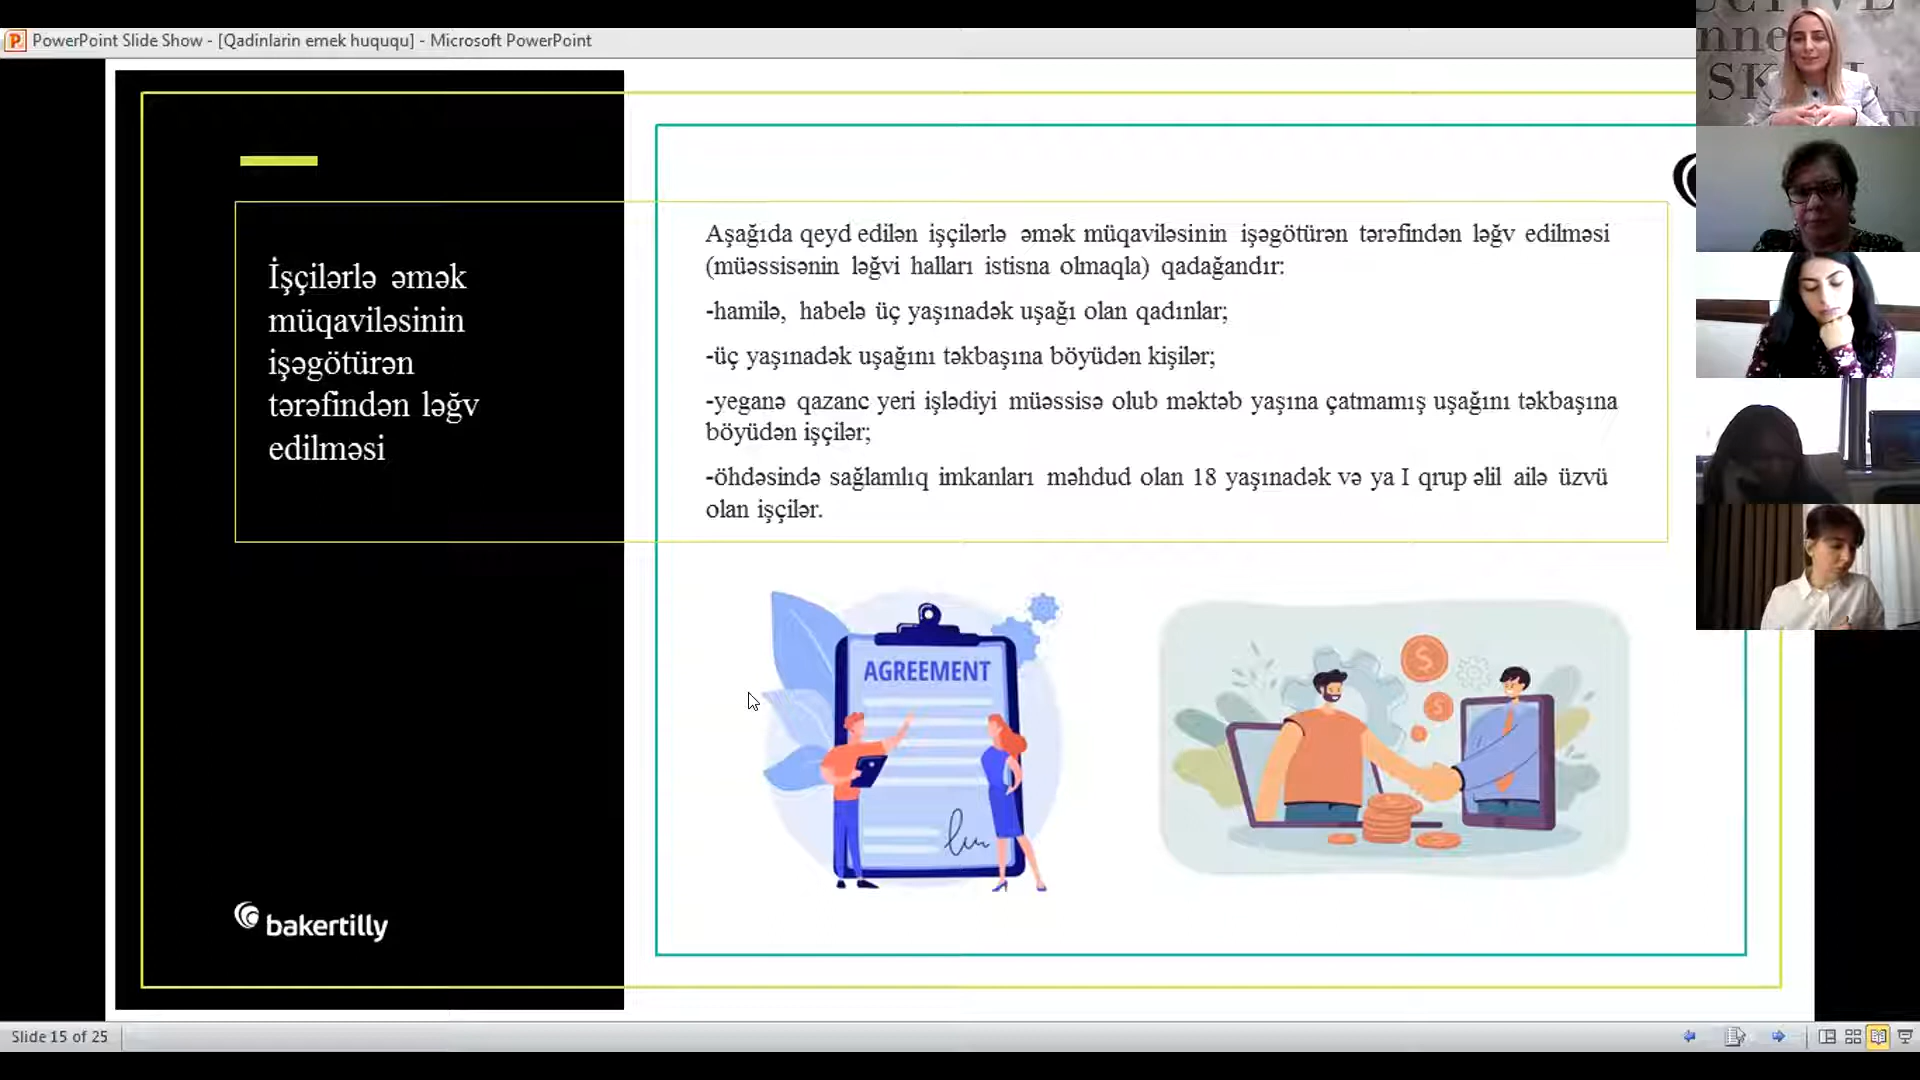 PowerPoint Slide Show - [Qadinlarin emek huququ] - Microsoft PowerPoint
İşçilərlə əmək
müqaviləsinin
işəgötürən
tərəfindən ləğv
edilməsi
Aşağıda qeyd edilən işçilərlə əmək müqaviləsinin işəgötürən tərəfindən ləğv edilməsi
(müəssisənin ləğvi halları istisna olmaqla) qadağandır:
-hamilə, habelə üç yaşınadək uşağı olan qadınlar;
-üç yaşınadək uşağını təkbaşına böyüdən kişilər;
-yeganə qazanc yeri işlədiyi müəssisə olub məktəb yaşına çatmamış uşağını təkbaşına
böyüdən işçilər;
-öhdəsində sağlamlıq imkanları məhdud olan 18 yaşınadək və ya I qrup əlil ailə üzvü
olan işçilər.
AGREEMENT
bakertilly
Slide 15 of 25